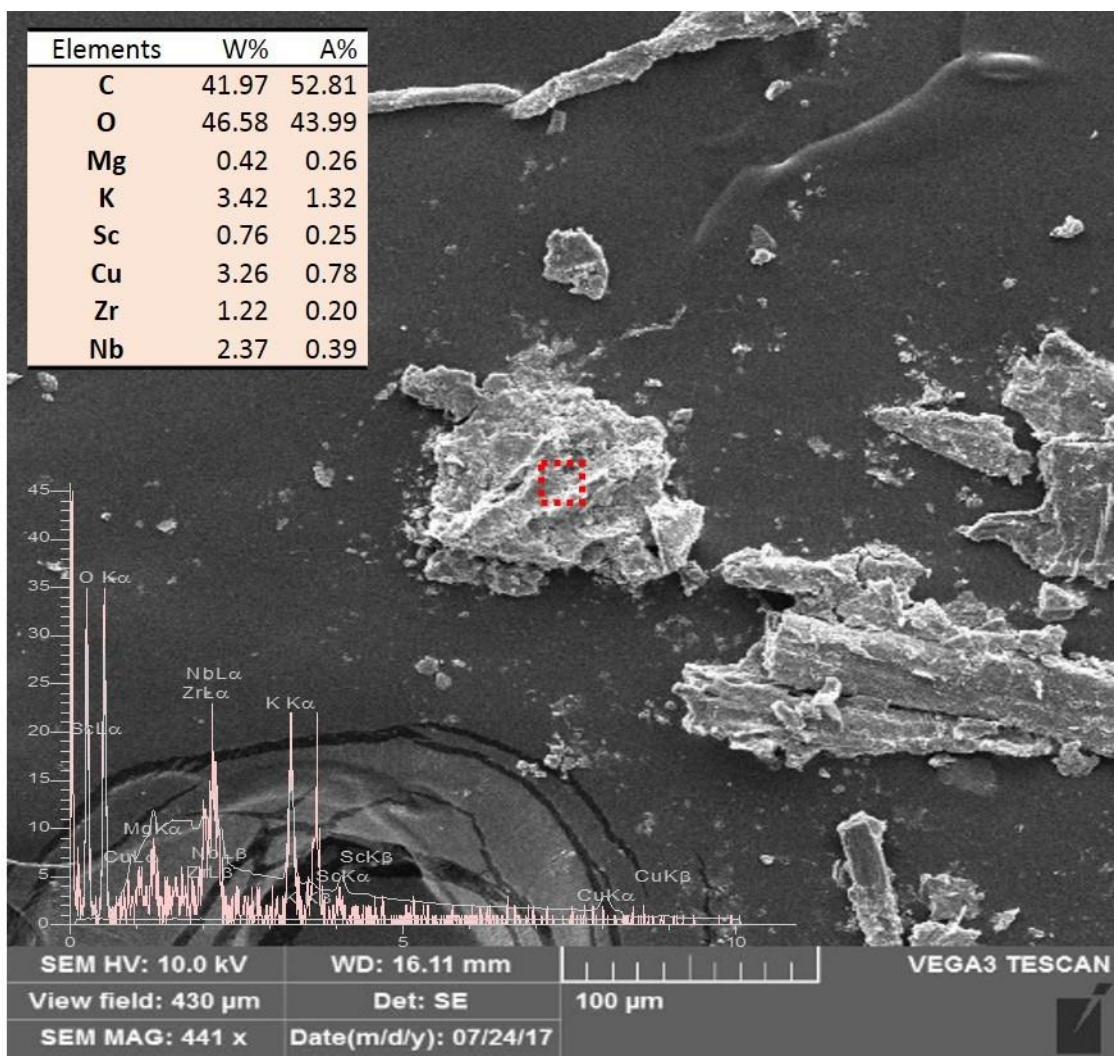 Elements W% A%
C 41.97 52.81
O 46.58 43.99
Mg 0.42 0.26
K 3.42 1.32
Sc 0.76 0.25
Cu 3.26 0.78
Zr 1.22 0.20
Nb 2.37 0.39
45
40
35
30
25
20
15
10
5
0
O Kα
ScLα
NbLα
ZrLα
K Kα
MgKα
CuLα
ScKβ
ScKα
CuKβ
CuKα
0 5 10
SEM HV: 10.0 kV WD: 16.11 mm VEGA3 TESCAN
View field: 430 µm Det: SE 100 µm
SEM MAG: 441 x Date(m/d/y): 07/24/17